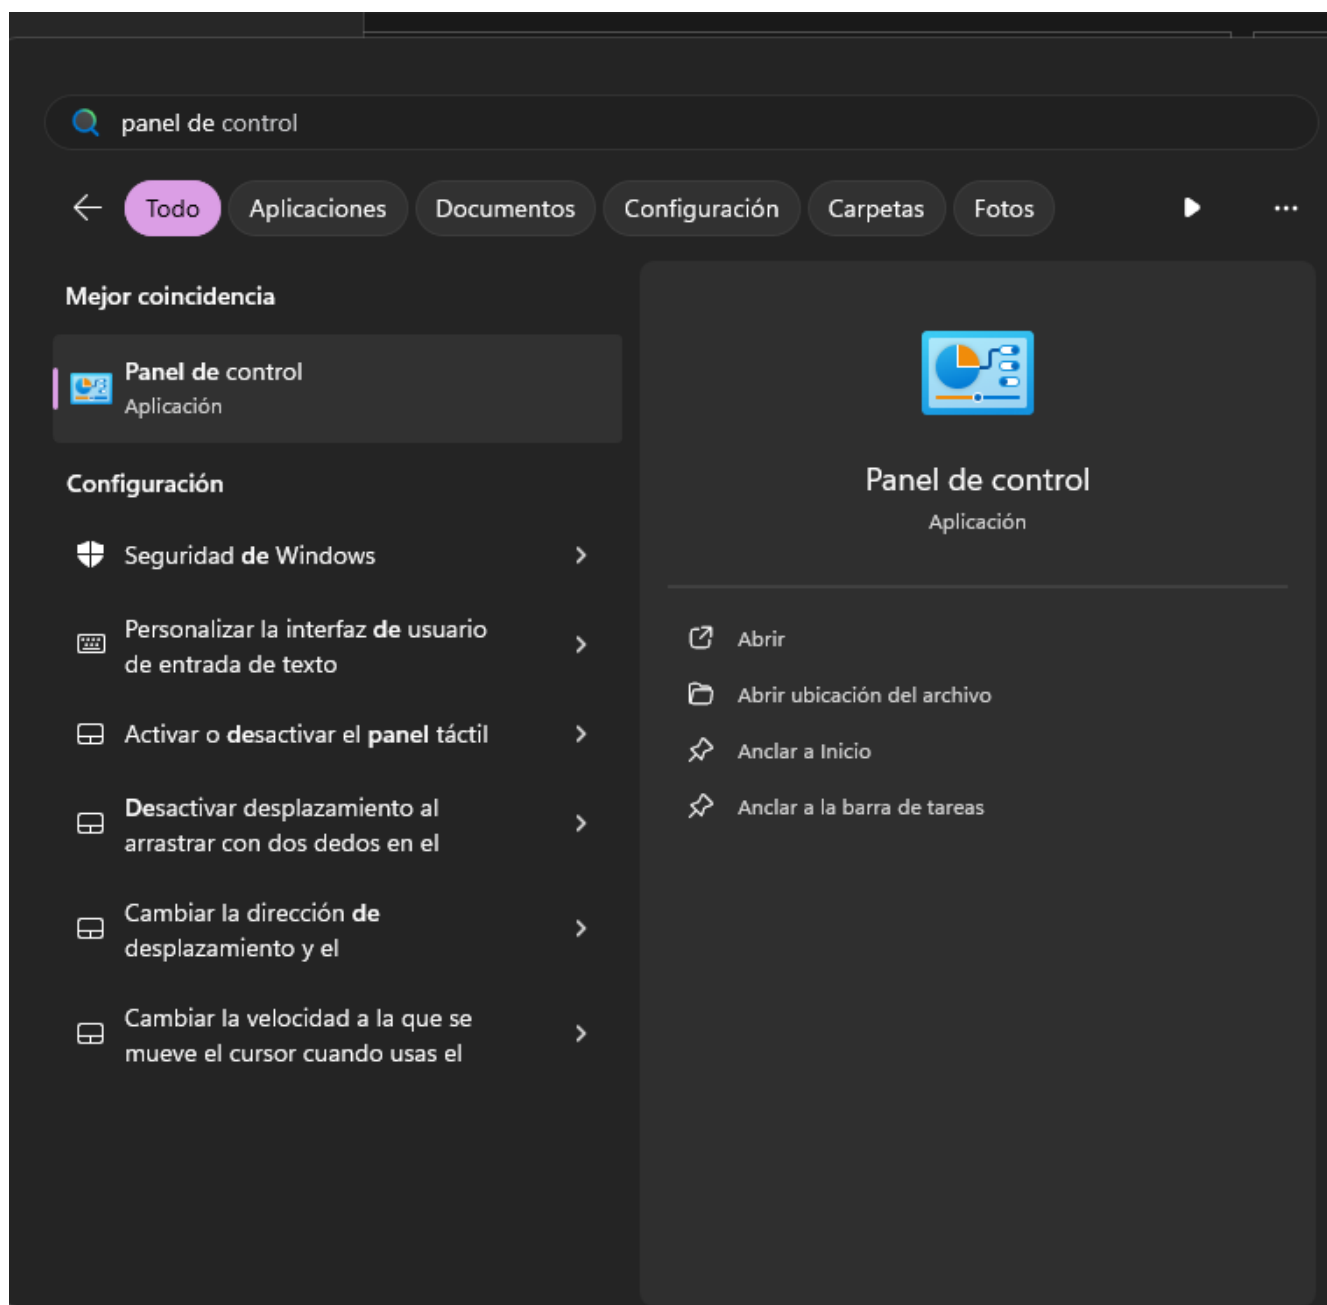 panel de control
Todo
Aplicaciones
Documentos
Configuración
Carpetas
Fotos
Mejor coincidencia
Panel de control
Aplicación
Configuración
Seguridad de Windows
Personalizar la interfaz de usuario
de entrada de texto
Activar o desactivar el panel táctil
Desactivar desplazamiento al
arrastrar con dos dedos en el
Cambiar la dirección de
desplazamiento y el
Cambiar la velocidad a la que se
mueve el cursor cuando usas el
Panel de control
Aplicación
Abrir
Abrir ubicación del archivo
Anclar a Inicio
Anclar a la barra de tareas